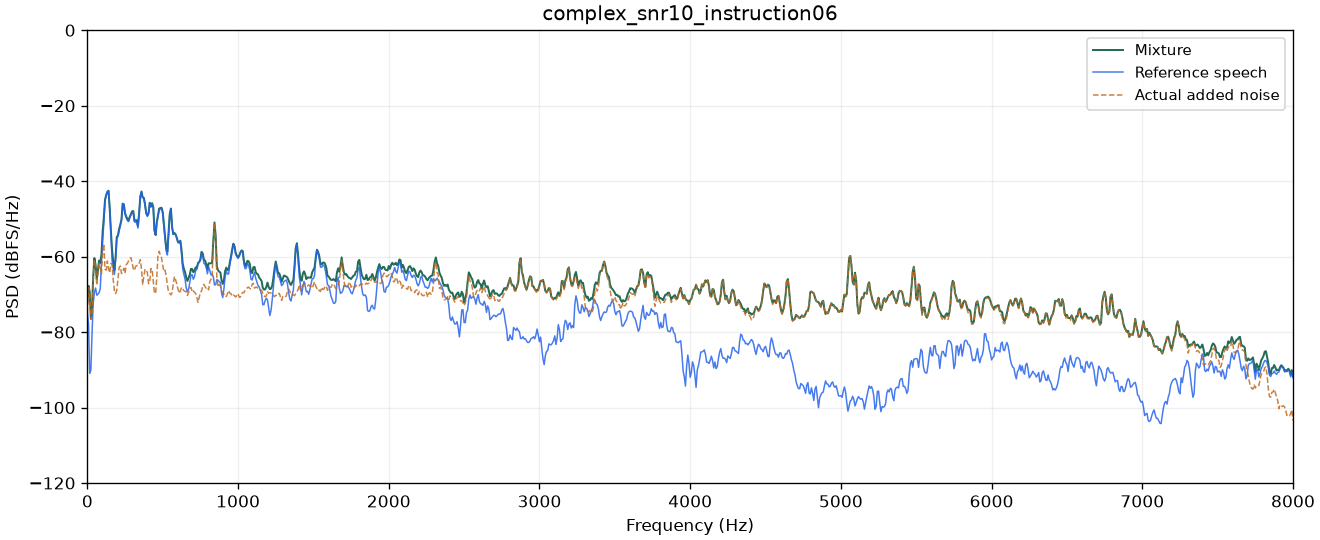 complex_snr10_instruction06
Mixture
Reference speech
Actual added noise
PSD (dBFS/Hz)
0
−20
−40
−60
−80
−100
−120
0 1000 2000 3000 4000 5000 6000 7000 8000
Frequency (Hz)